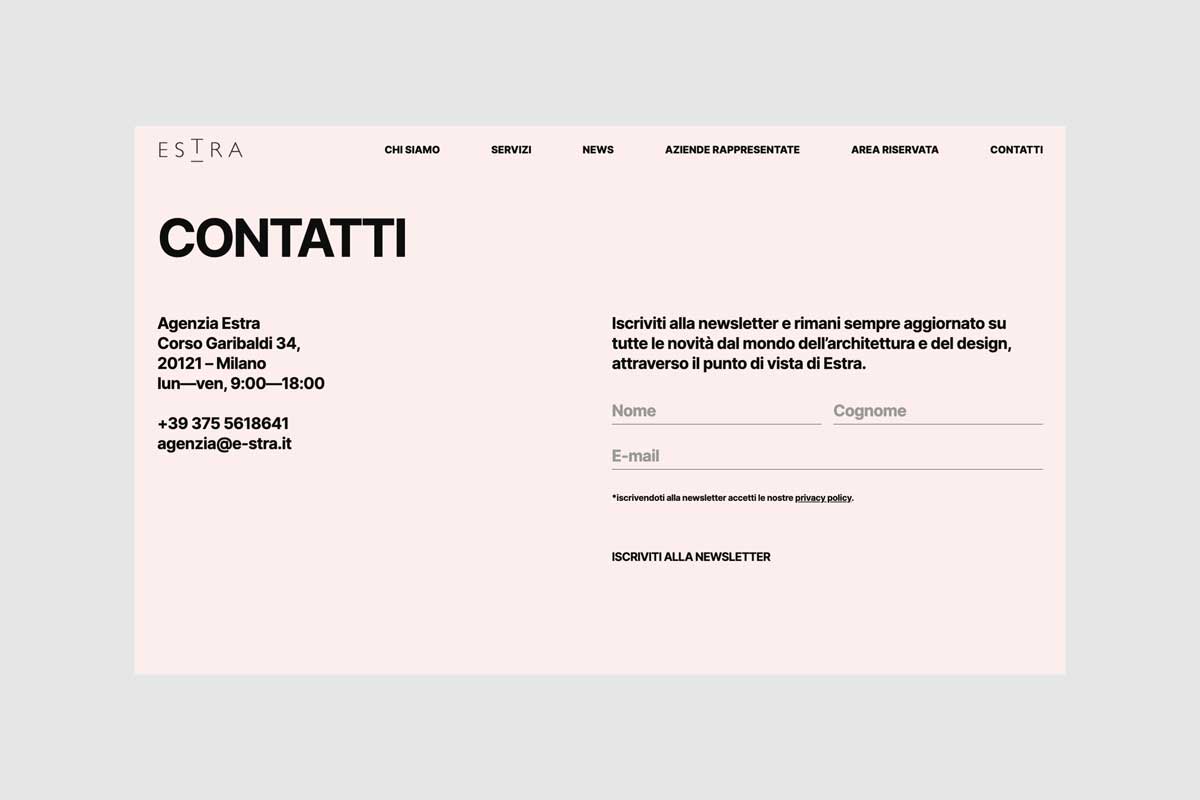 ESTRA
CHI SIAMO SERVIZI NEWS AZIENDE RAPPRESENTATE AREA RISERVATA CONTATTI
CONTATTI
Agenzia Estra
Corso Garibaldi 34,
20121 – Milano
lun—ven, 9:00—18:00
+39 375 5618641
agenzia@e-stra.it
Iscriviti alla newsletter e rimani sempre aggiornato su
tutte le novità dal mondo dell’architettura e del design,
attraverso il punto di vista di Estra.
Nome Cognome
E-mail
*iscrivendoti alla newsletter accetti le nostre privacy policy.
ISCRIVITI ALLA NEWSLETTER